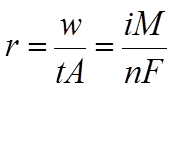 r = w/tA = iM/nF